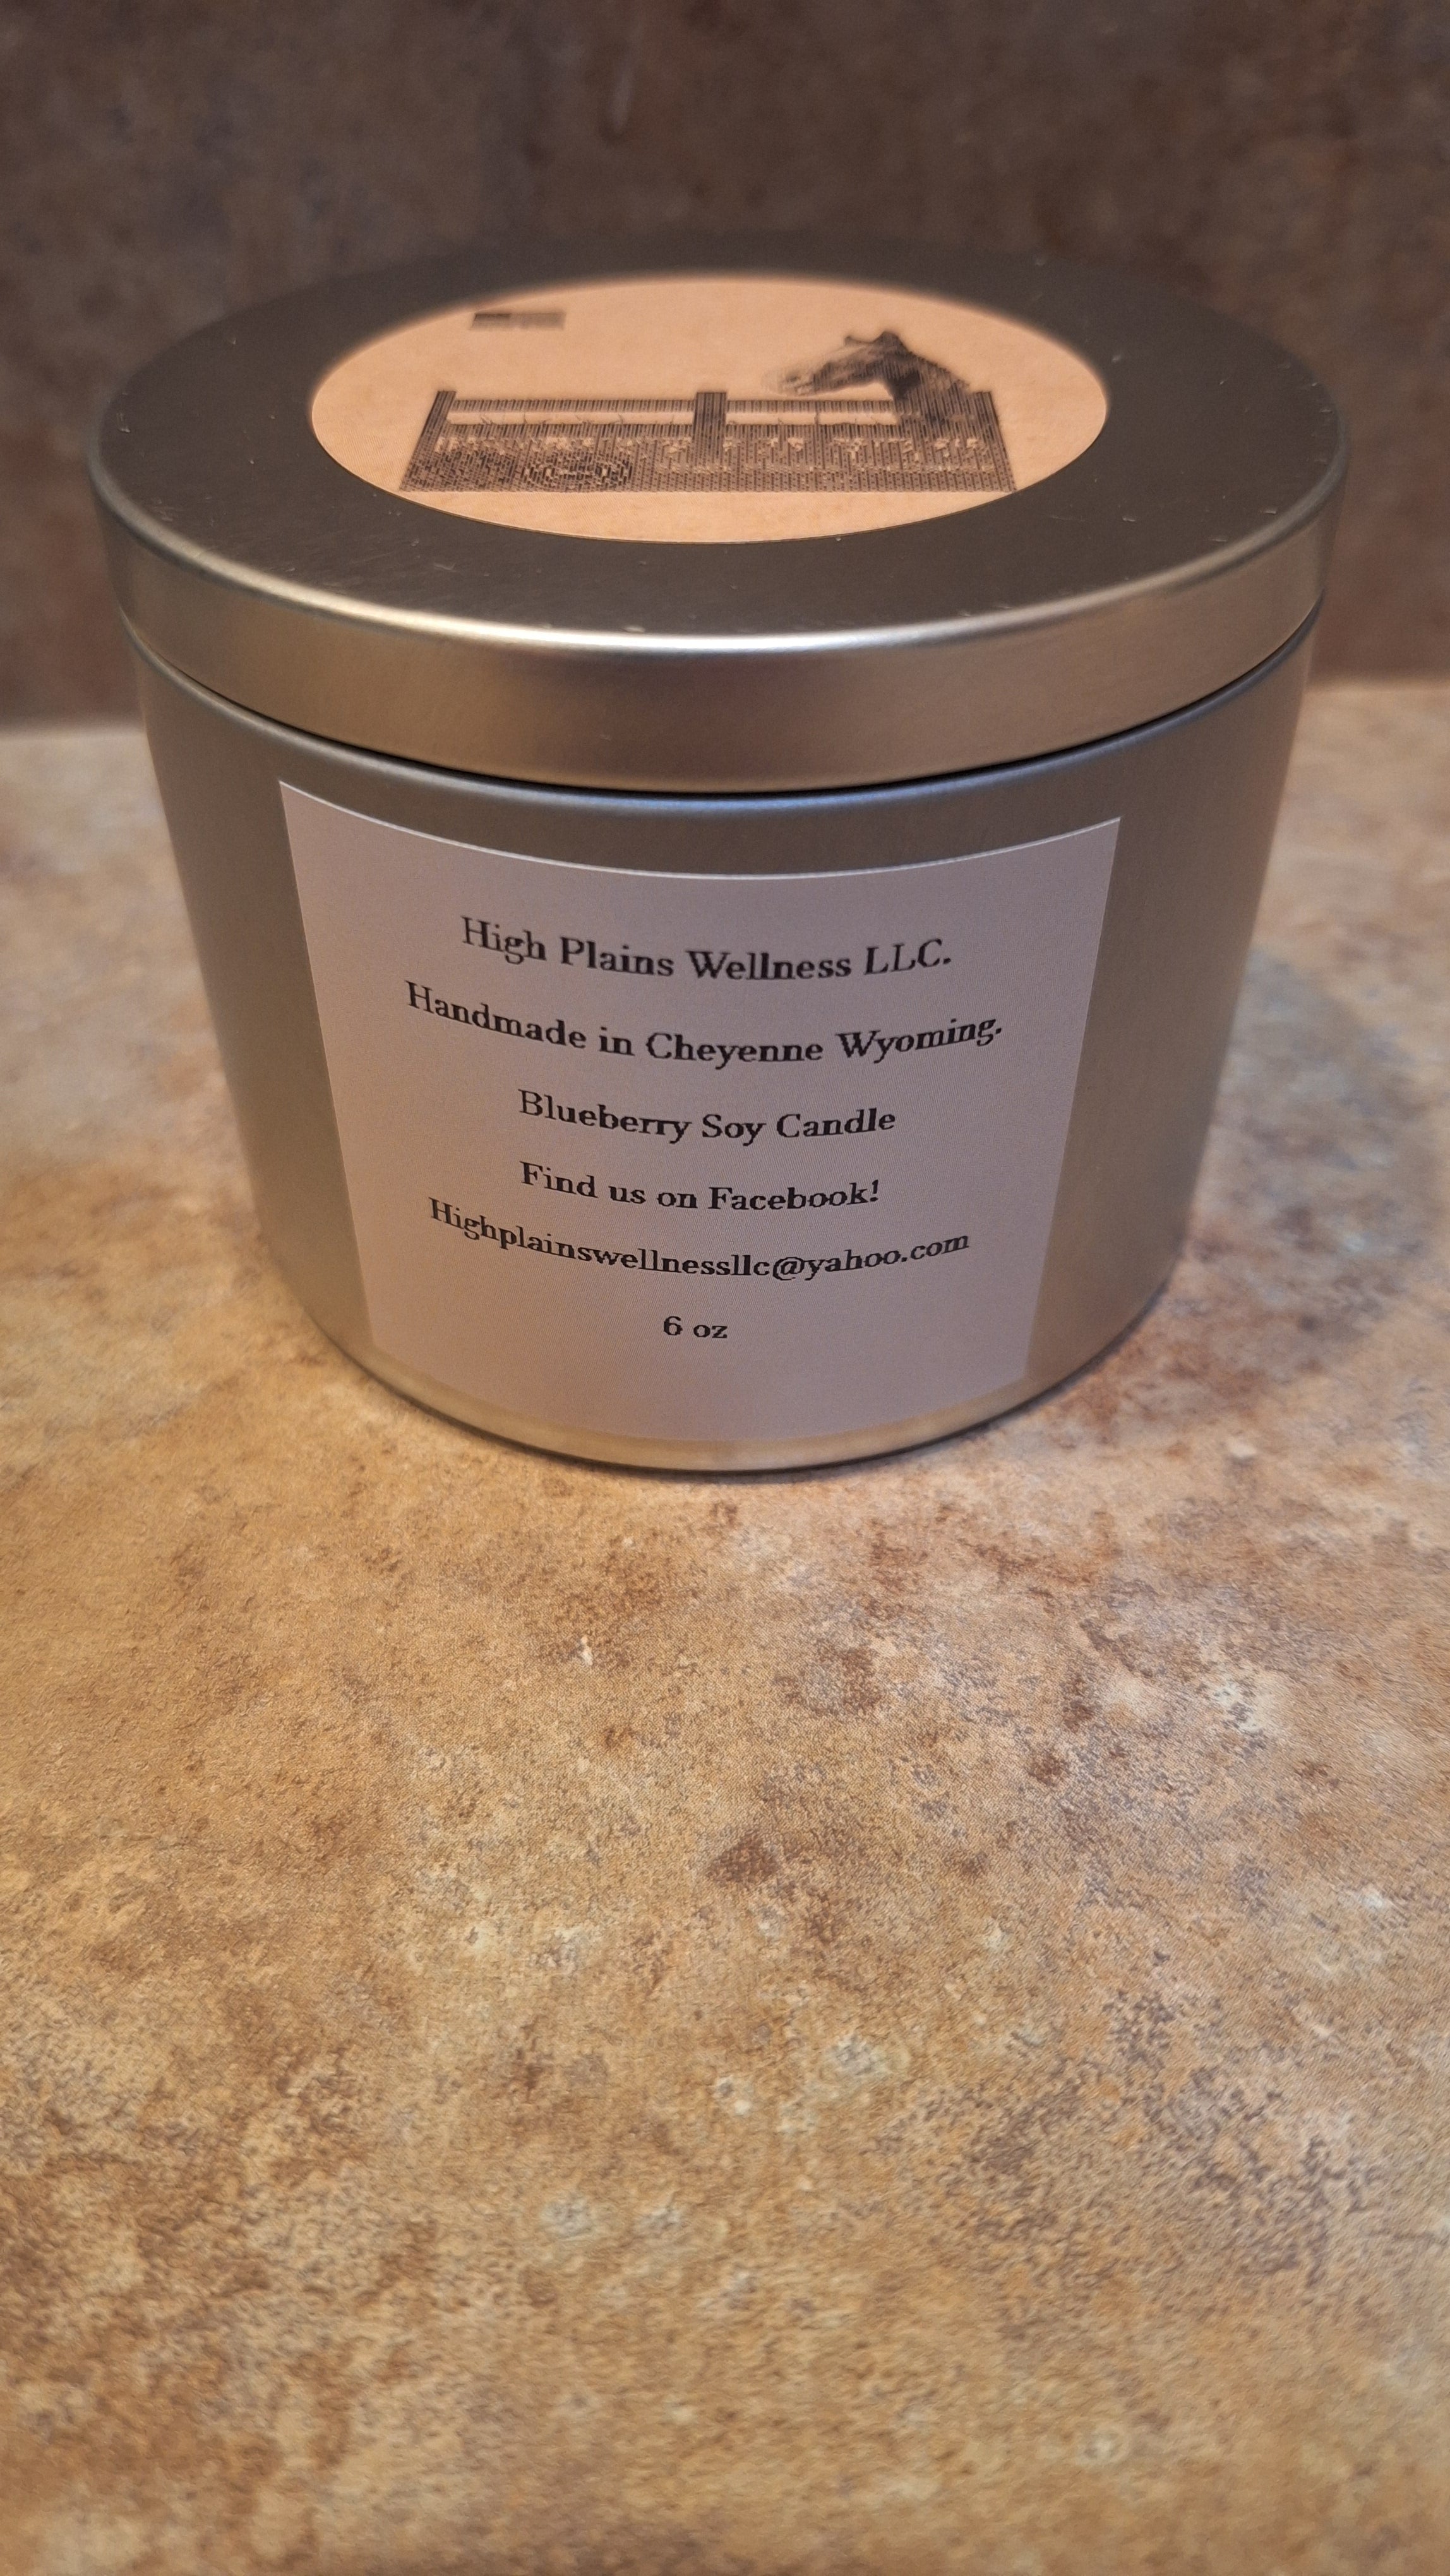 High Plains Wellness LLC.
Handmade in Cheyenne Wyoming.
Blueberry Soy Candle
Find us on Facebook!
Highplainswellnessllc@yahoo.com
6 oz